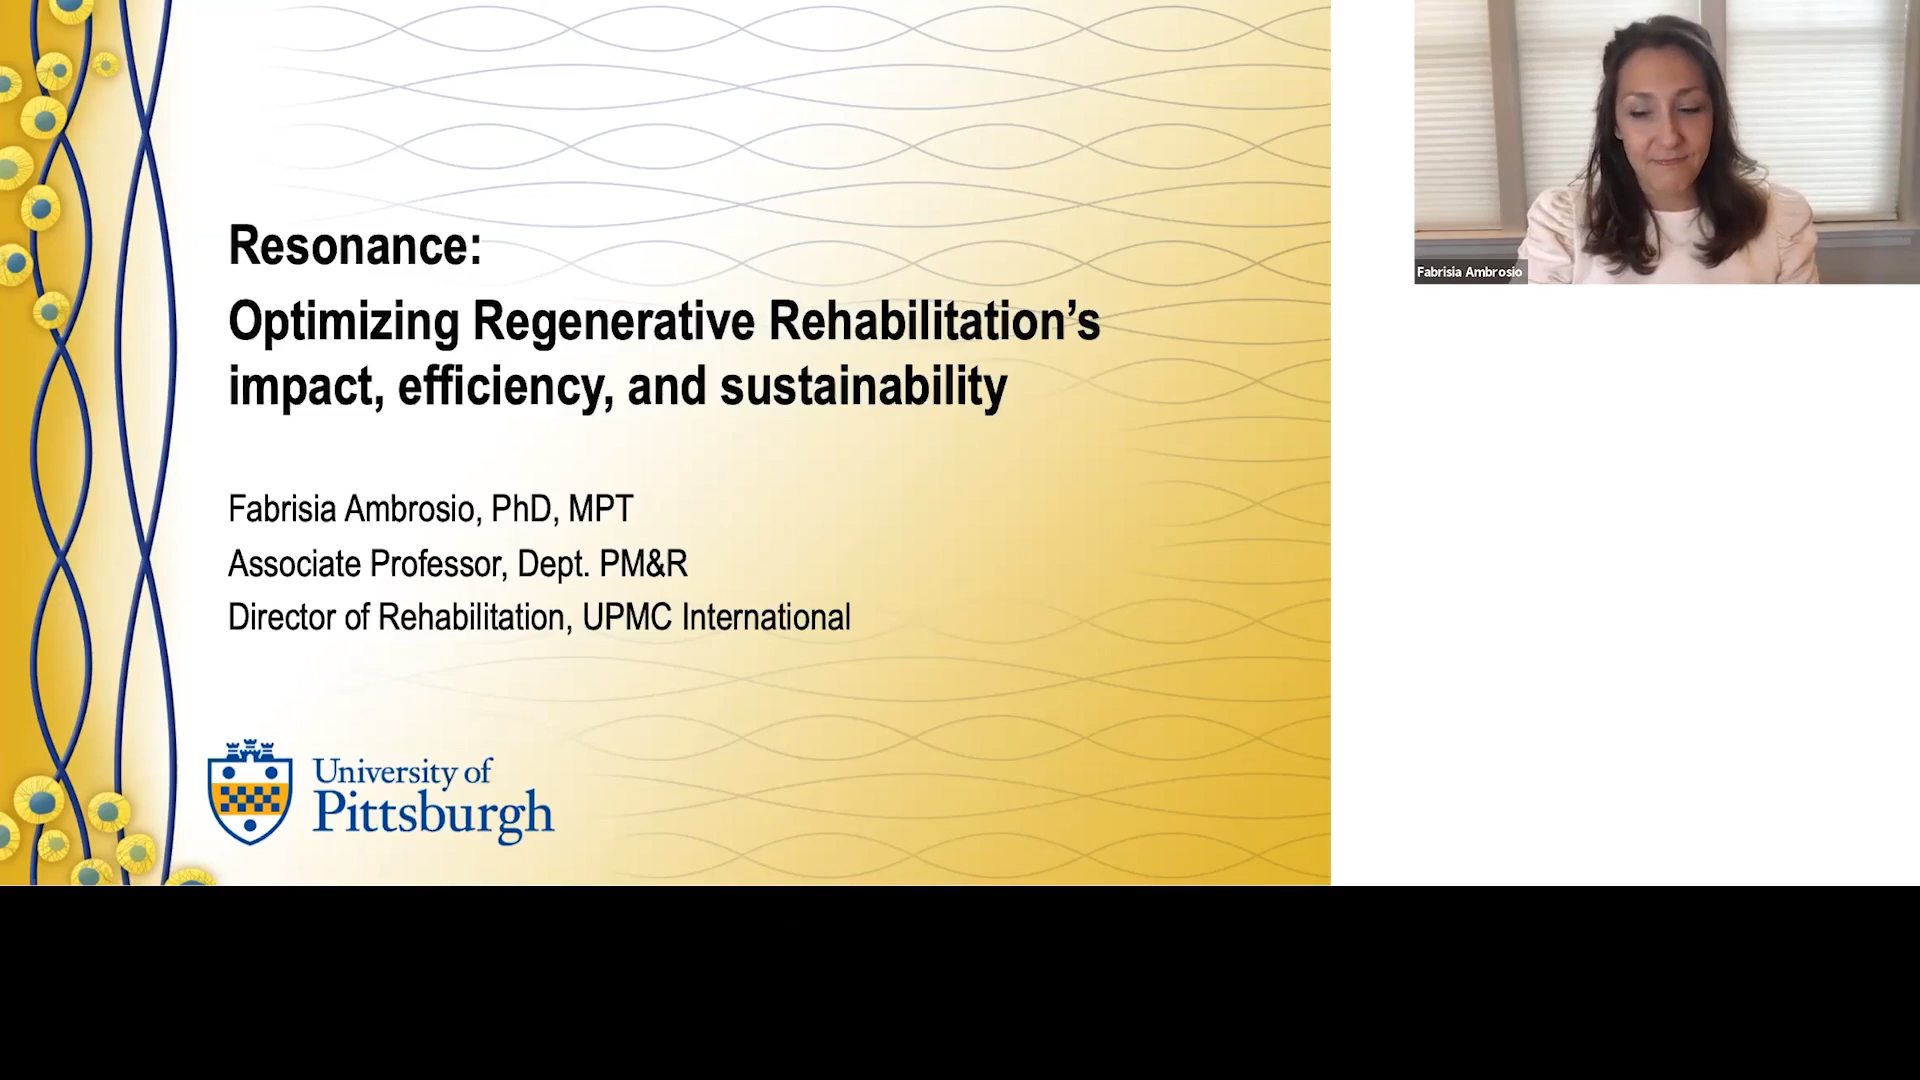 Resonance:
Optimizing Regenerative Rehabilitation’s
impact, efficiency, and sustainability
Fabrisia Ambrosio, PhD, MPT
Associate Professor, Dept. PM&R
Director of Rehabilitation, UPMC International
University of
Pittsburgh
Fabrisia Ambrosio